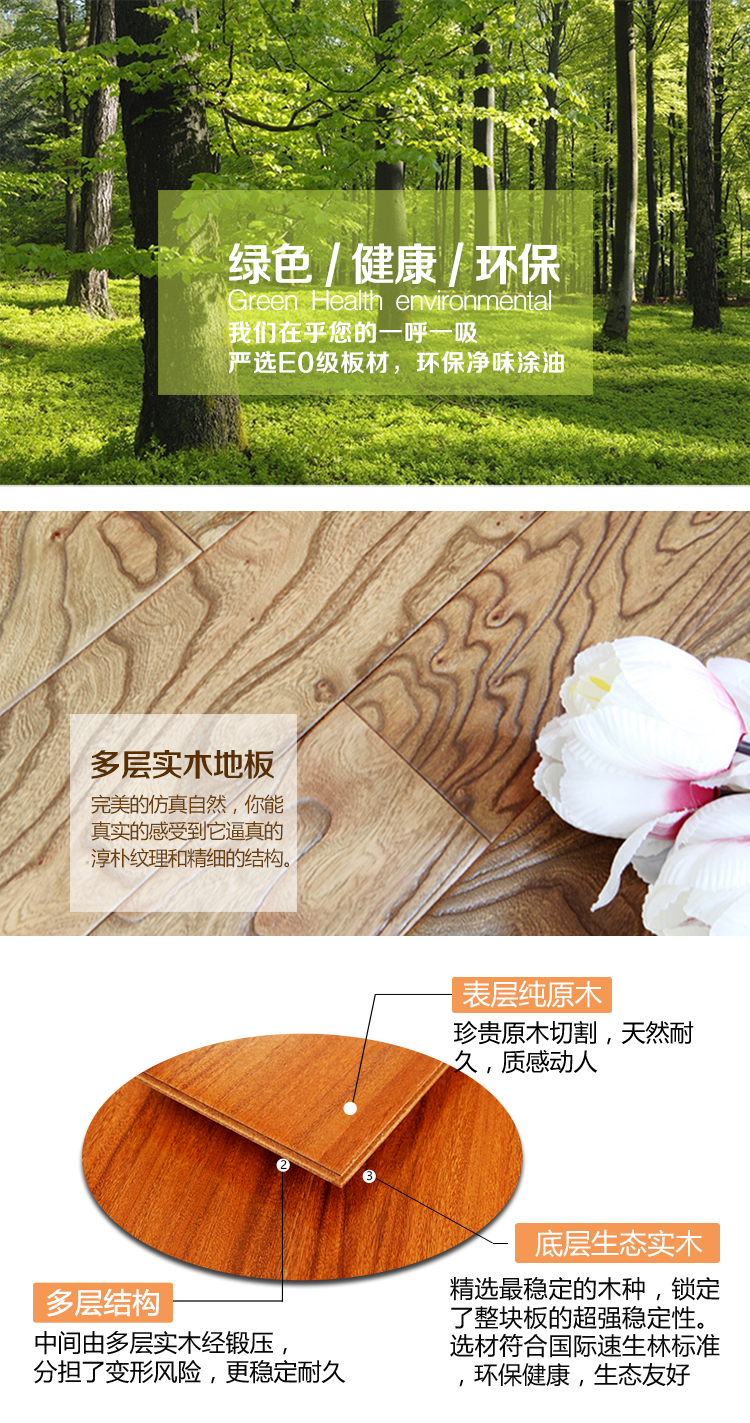 绿色 / 健康 / 环保
Green Health environmental
我们在乎您的一呼一吸
严选E0级板材，环保净味涂油
多层实木地板
完美的仿真自然，你能
真实的感受到它逼真的
淳朴纹理和精细的结构。
表层纯原木
珍贵原木切割，天然耐
久，质感动人
2
3
底层生态实木
精选最稳定的木种，锁定
了整块板的超强稳定性。
选材符合国际速生林标准
，环保健康，生态友好
多层结构
中间由多层实木经锻压，
分担了变形风险，更稳定耐久